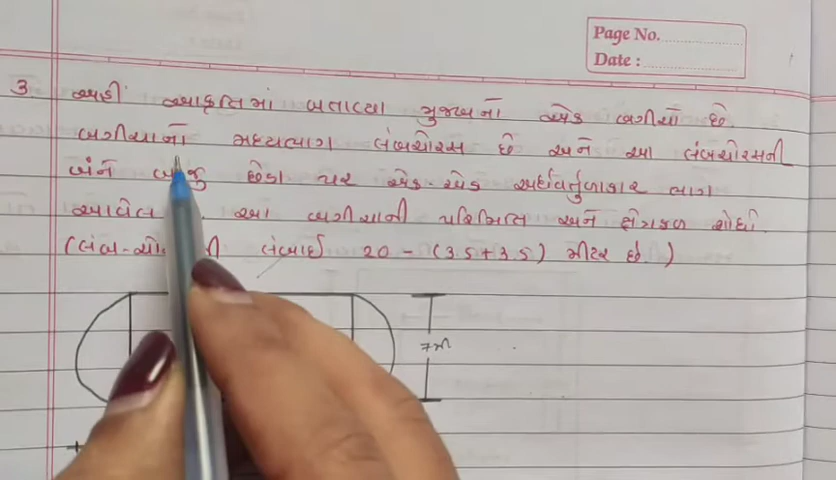 Page No.
Date :
3 અહીં આકૃતિમાં બતાવ્યા મુજબનો એક બગીચો છે.
બગીચાનો મધ્યભાગ લંબચોરસ છે અને આ લંબચોરસની
બંને બાજુ છેડા પર એક-એક અર્ધવર્તુળાકાર ભાગ
આવેલ આ બગીચાની પરિમિતિ અને ક્ષેત્રફળ શોધો.
લંબાઈ 20 - (3.5+3.5) મીટર છે.)
7મી